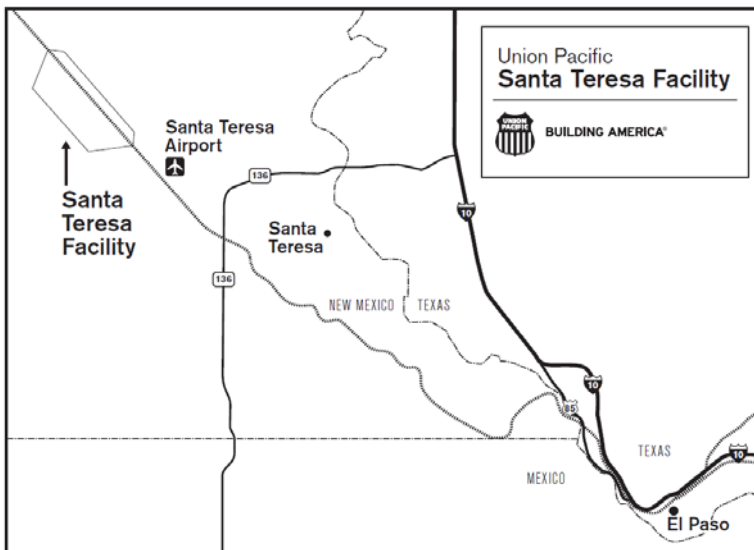 Union Pacific
Santa Teresa Facility
UNION
PACIFIC
BUILDING AMERICA®
Santa Teresa
Airport
136
Santa
Teresa
Facility
Santa
Teresa
10
136
NEW MEXICO
TEXAS
10
85
TEXAS
10
MEXICO
El Paso